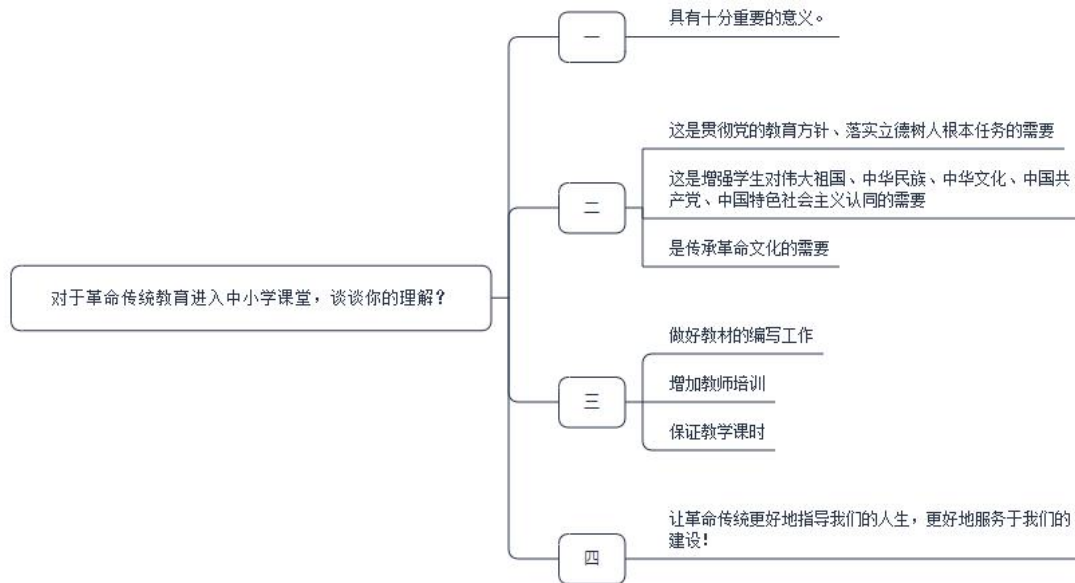 对于革命传统教育进入中小学课堂，谈谈你的理解？
一
具有十分重要的意义。
二
这是贯彻党的教育方针、落实立德树人根本任务的需要
这是增强学生对伟大祖国、中华民族、中华文化、中国共
产党、中国特色社会主义认同的需要
是传承革命文化的需要
三
做好教材的编写工作
增加教师培训
保证教学课时
四
让革命传统更好地指导我们的人生，更好地服务于我们的
建设！